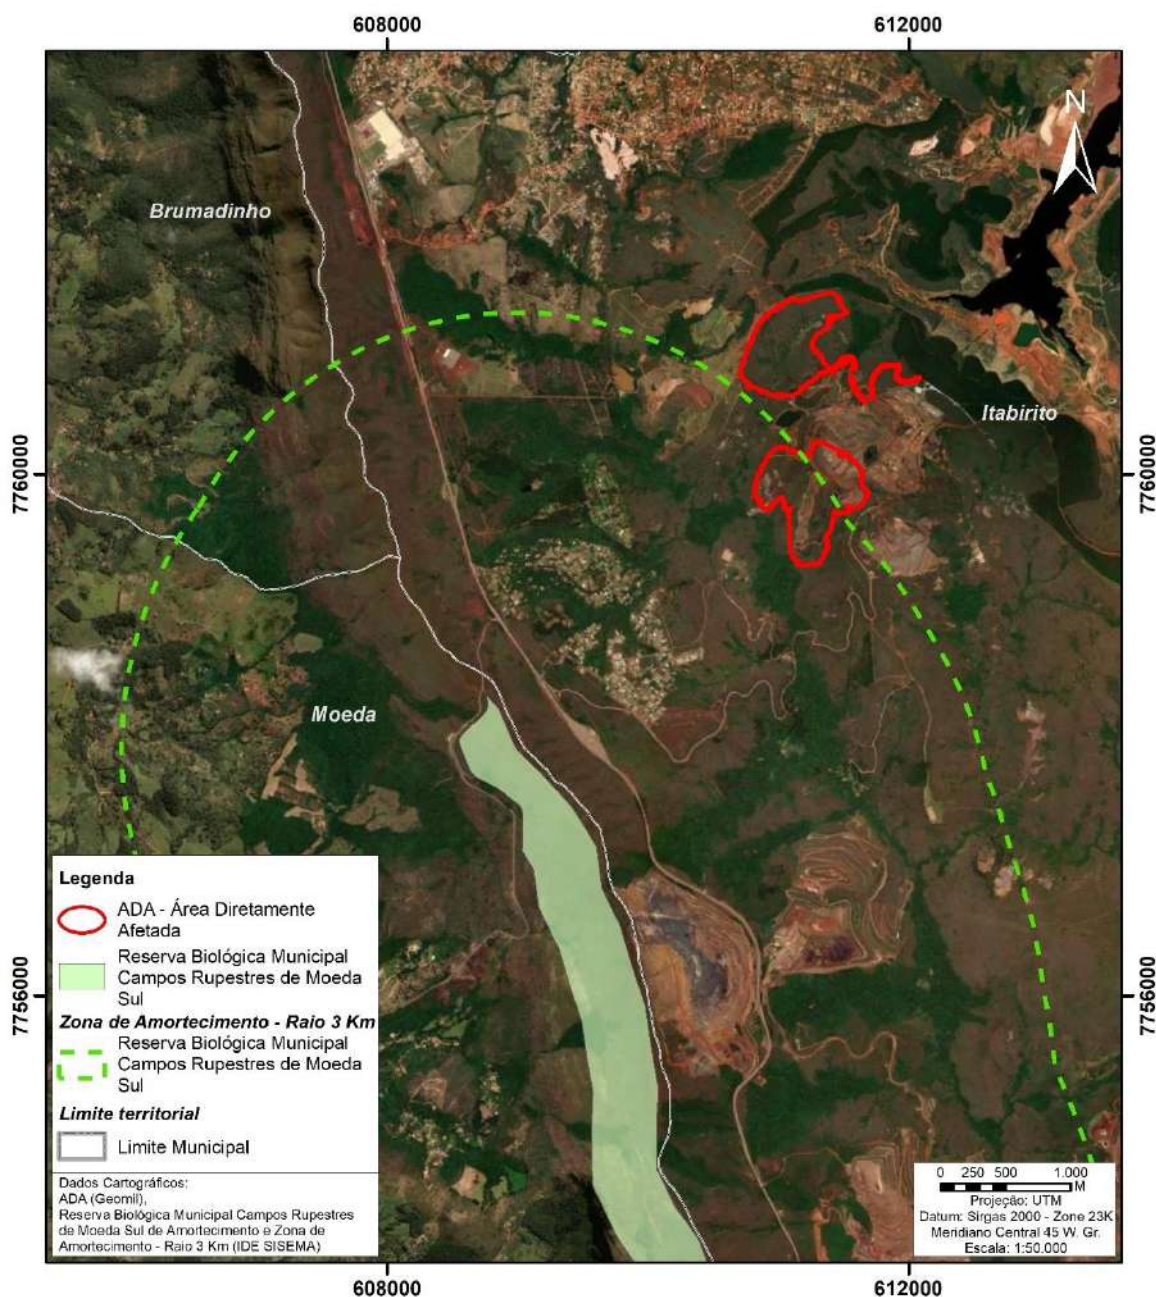 608000
612000
N
Brumadinho
Itabirito
7760000
7760000
Moeda
Legenda
ADA - Área Diretamente
Afetada
Reserva Biológica Municipal
Campos Rupestres de Moeda
Sul
Zona de Amortecimento - Raio 3 Km
Reserva Biológica Municipal
Campos Rupestres de Moeda
Sul
Limite territorial
Limite Municipal
Dados Cartográficos:
ADA (Geomil),
Reserva Biológica Municipal Campos Rupestres
de Moeda Sul de Amortecimento e Zona de
Amortecimento - Raio 3 Km (IDE SISEMA)
7756000
7756000
0 250 500 1.000
M
Projeção: UTM
Datum: Sirgas 2000 - Zone 23K
Meridiano Central 45 W. Gr.
Escala: 1:50.000
608000
612000